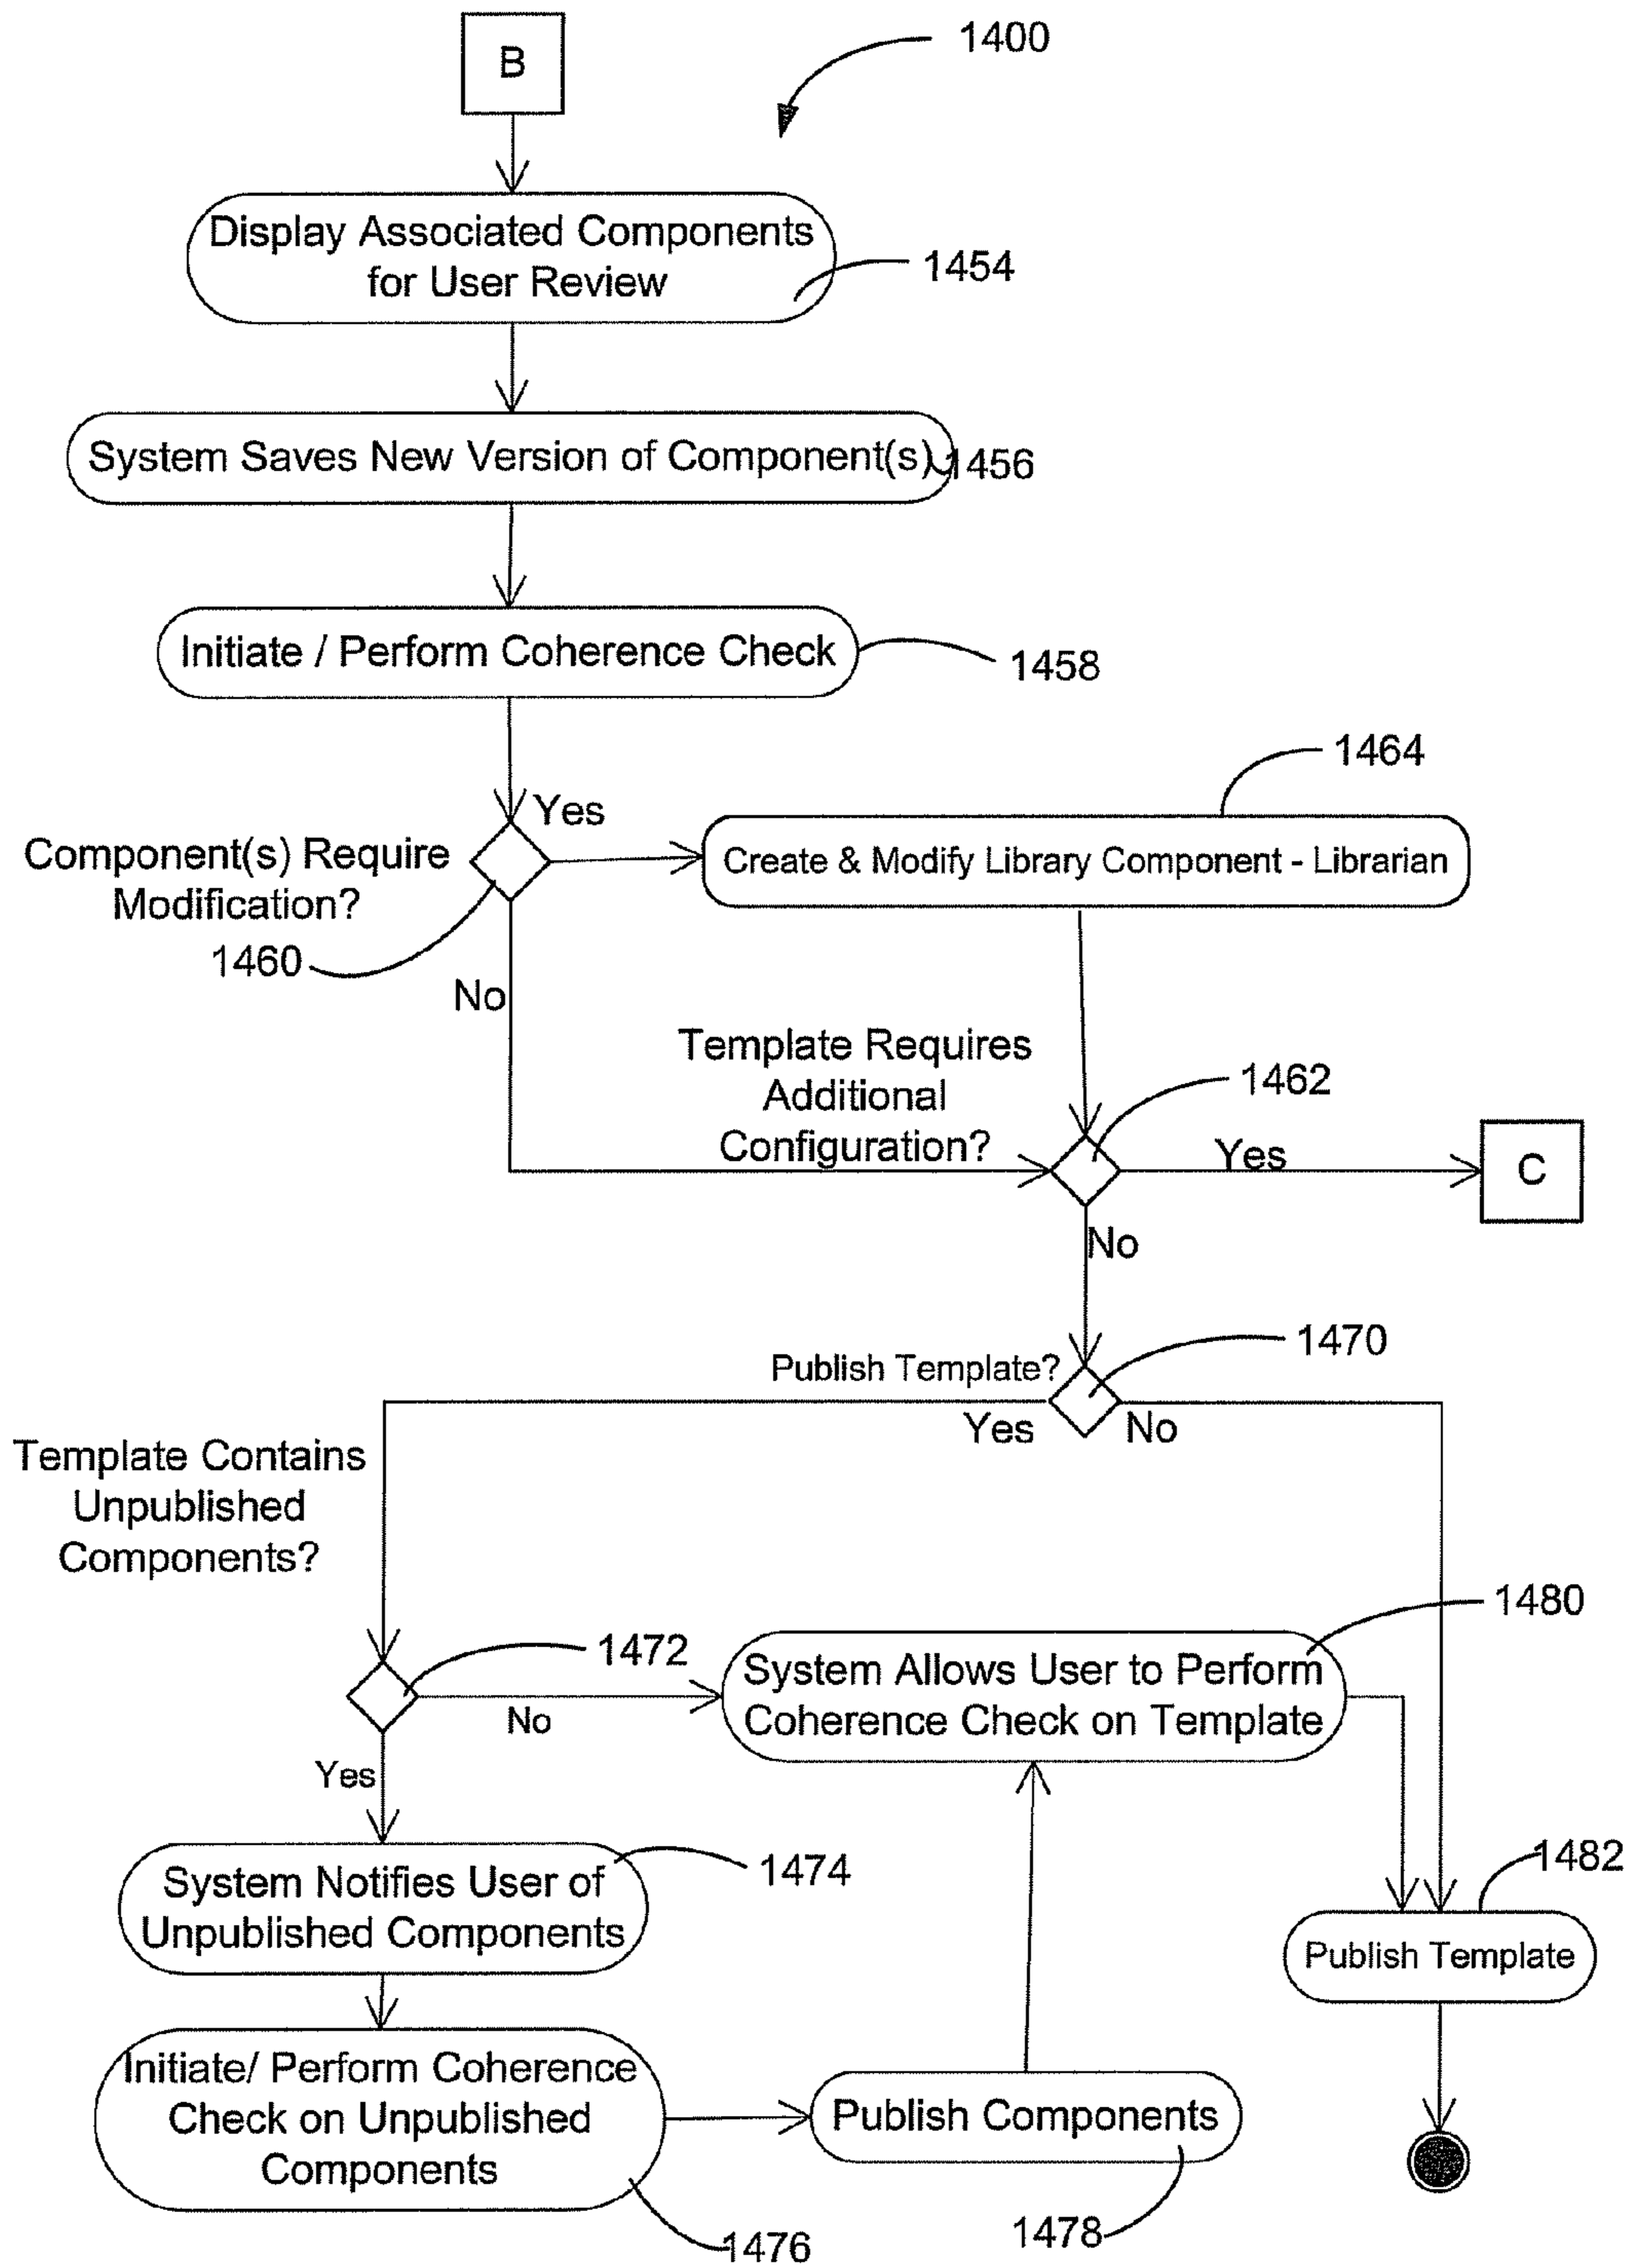 B
1400
Display Associated Components
for User Review
1454
System Saves New Version of Component(s)
1456
Initiate / Perform Coherence Check
1458
1464
Yes
Component(s) Require
Modification?
Create & Modify Library Component - Librarian
1460
No
Template Requires
Additional
Configuration?
1462
Yes
C
No
1470
Publish Template?
Yes
No
Template Contains
Unpublished
Components?
1480
1472
System Allows User to Perform
Coherence Check on Template
No
Yes
1474
System Notifies User of
Unpublished Components
1482
Publish Template
Initiate/ Perform Coherence
Check on Unpublished
Components
Publish Components
1476
1478